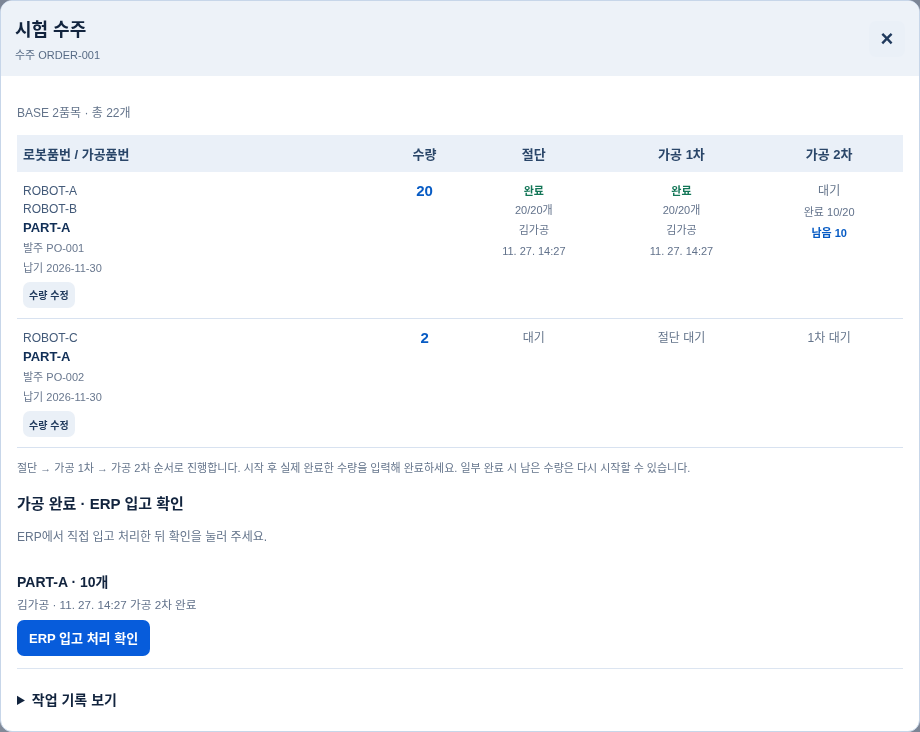 시험 수주
수주 ORDER-001
×
BASE 2품목 · 총 22개
로봇품번 / 가공품번 수량 절단 가공 1차 가공 2차
ROBOT-A 20 완료 완료 대기
ROBOT-B 20/20개 20/20개 완료 10/20
PART-A 김가공 김가공 남음 10
발주 PO-001 11. 27. 14:27 11. 27. 14:27
납기 2026-11-30
수량 수정
ROBOT-C 2 대기 절단 대기 1차 대기
PART-A
발주 PO-002
납기 2026-11-30
수량 수정
절단 → 가공 1차 → 가공 2차 순서로 진행합니다. 시작 후 실제 완료한 수량을 입력해 완료하세요. 일부 완료 시 남은 수량은 다시 시작할 수 있습니다.
가공 완료 · ERP 입고 확인
ERP에서 직접 입고 처리한 뒤 확인을 눌러 주세요.
PART-A · 10개
김가공 · 11. 27. 14:27 가공 2차 완료
ERP 입고 처리 확인
▶ 작업 기록 보기